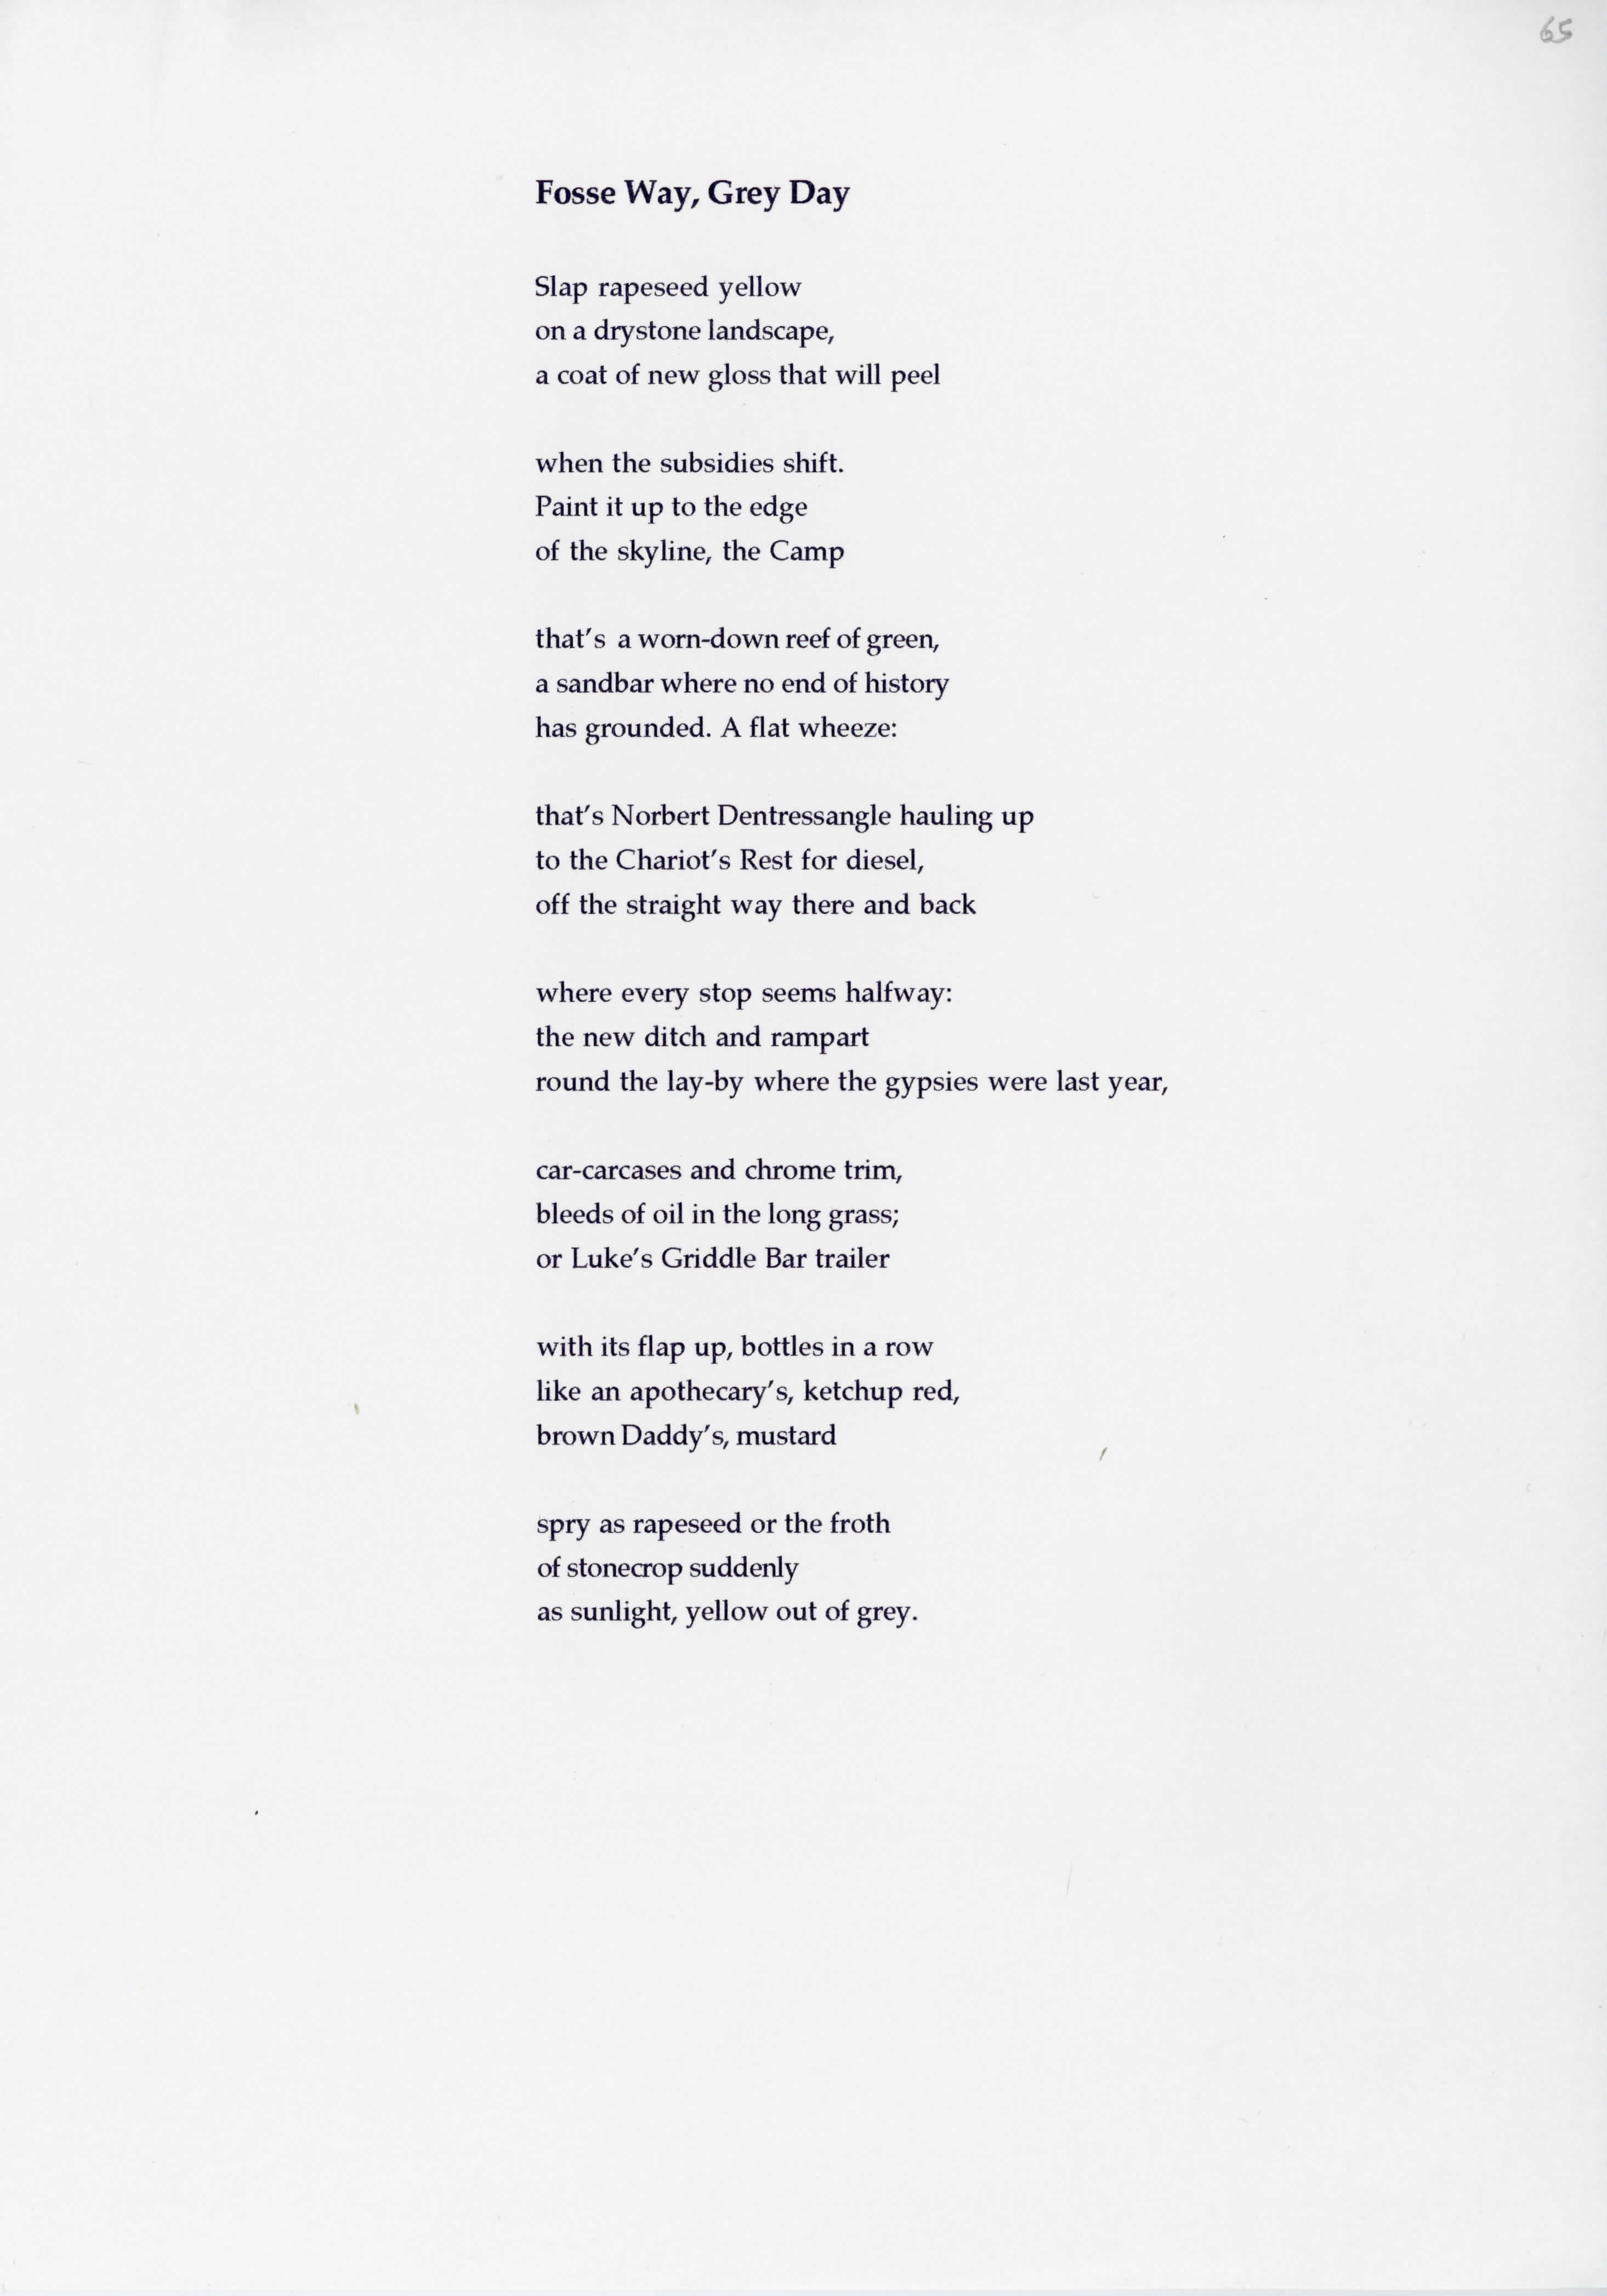 65
Fosse Way, Grey Day
Slap rapeseed yellow
on a drystone landscape,
a coat of new gloss that will peel
when the subsidies shift.
Paint it up to the edge
of the skyline, the Camp
that's a worn-down reef of green,
a sandbar where no end of history
has grounded. A flat wheeze:
that's Norbert Dentressangle hauling up
to the Chariot's Rest for diesel,
off the straight way there and back
where every stop seems halfway:
the new ditch and rampart
round the lay-by where the gypsies were last year,
car-carcases and chrome trim,
bleeds of oil in the long grass;
or Luke's Griddle Bar trailer
with its flap up, bottles in a row
like an apothecary's, ketchup red,
brown Daddy's, mustard
spry as rapeseed or the froth
of stonecrop suddenly
as sunlight, yellow out of grey.